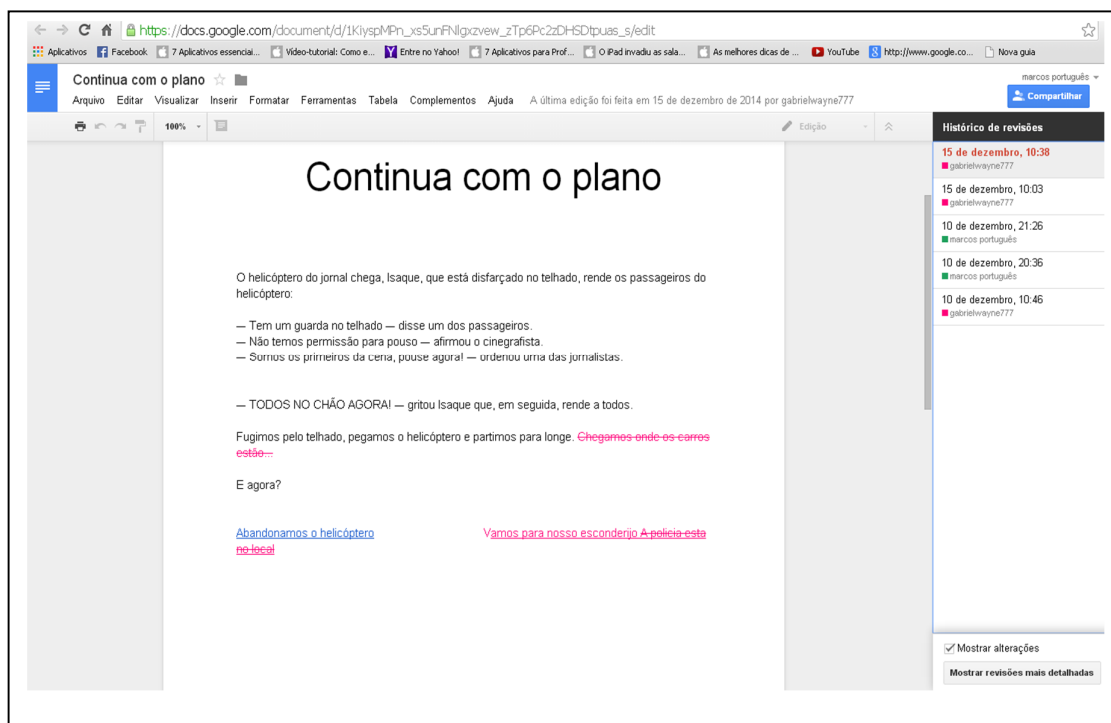 https://docs.google.com/document/d/1KiyspMPn_xs5unFNlgxzvew_zTp6Pc2zDHSDtpuas_s/edit
Aplicativos Facebook 7 Aplicativos essenciai... Vídeo-tutorial: Como e... Entre no Yahoo! 7 Aplicativos para Prof... O iPad invadiu as sala... As melhores dicas de ... YouTube http://www.google.co... Nova guia
Continua com o plano
marcos português
Arquivo Editar Visualizar Inserir Formatar Ferramentas Tabela Complementos Ajuda A última edição foi feita em 15 de dezembro de 2014 por gabrielwayne777
Compartilhar
100% Edição
Histórico de revisões
15 de dezembro, 10:38
gabrielwayne777
15 de dezembro, 10:03
gabrielwayne777
10 de dezembro, 21:26
marcos português
10 de dezembro, 20:36
marcos português
10 de dezembro, 10:46
gabrielwayne777
Continua com o plano
O helicóptero do jornal chega, Isaque, que está disfarçado no telhado, rende os passageiros do
helicóptero:
— Tem um guarda no telhado — disse um dos passageiros.
— Não temos permissão para pouso — afirmou o cinegrafista.
— Somos os primeiros da cena, pouse agora! — ordenou uma das jornalistas.
— TODOS NO CHÃO AGORA! — gritou Isaque que, em seguida, rende a todos.
Fugimos pelo telhado, pegamos o helicóptero e partimos para longe. Chegamos onde os carros
estão...
E agora?
Abandonamos o helicóptero Vamos para nosso esconderijo A policia esta
no local
Mostrar alterações
Mostrar revisões mais detalhadas